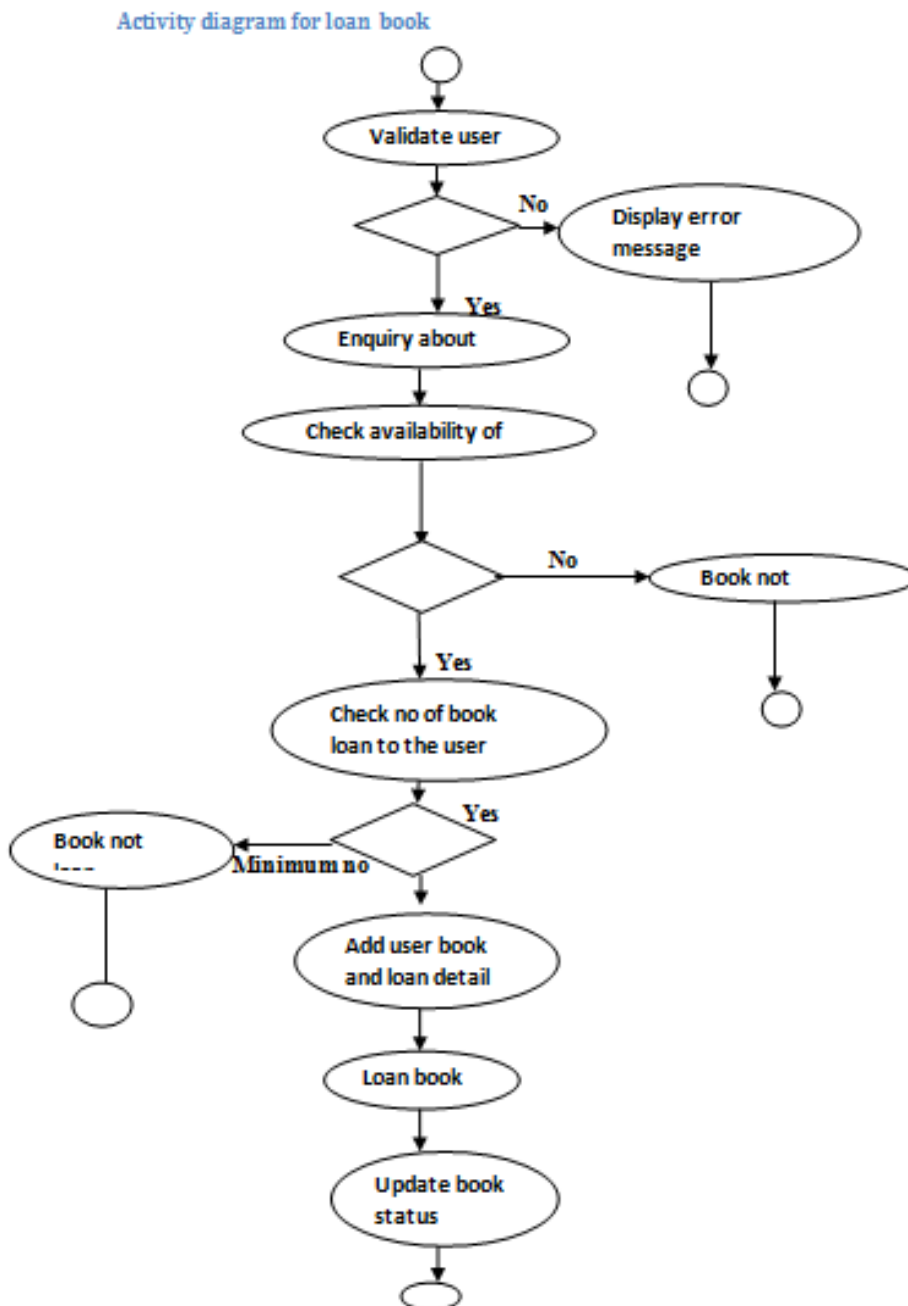 Activity diagram for loan book
Validate user
No
Display error
message
Yes
Enquiry about
Check availability of
No
Book not
Yes
Check no of book
loan to the user
Yes
Book not
Minimum no
Add user book
and loan detail
Loan book
Update book
status